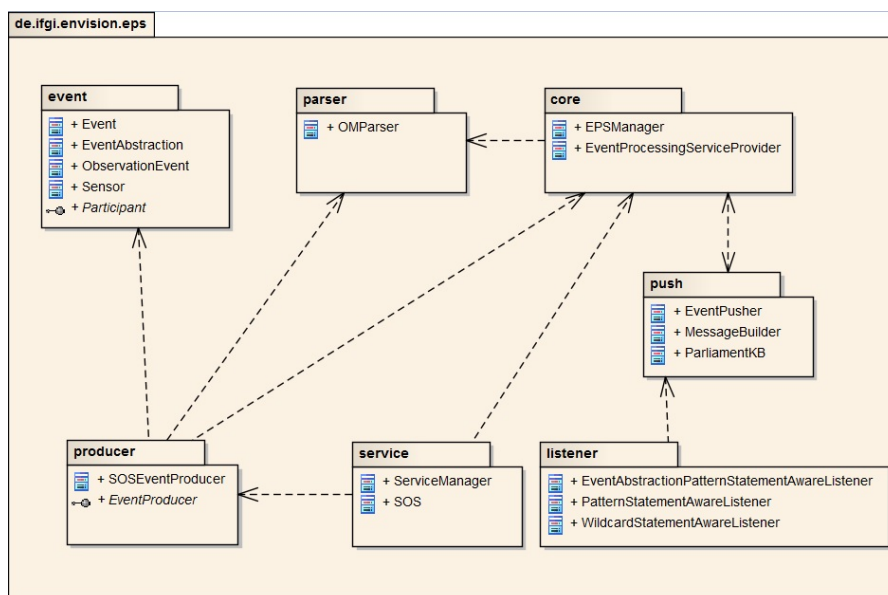 de.ifgi.envision.eps
event
+ Event
+ EventAbstraction
+ ObservationEvent
+ Sensor
+ Participant
parser
+ OMParser
core
+ EPSManager
+ EventProcessingServiceProvider
push
+ EventPusher
+ MessageBuilder
+ ParliamentKB
producer
+ SOSEventProducer
+ EventProducer
service
+ ServiceManager
+ SOS
listener
+ EventAbstractionPatternStatementAwareListener
+ PatternStatementAwareListener
+ WildcardStatementAwareListener